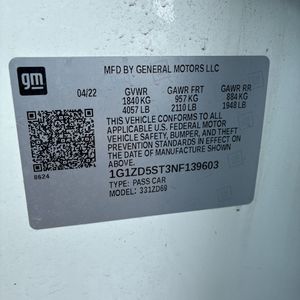 gm
MFD BY GENERAL MOTORS LLC
04/22 GVWR GAWR FRT GAWR RR
1840 KG 957 KG 884 KG
4057 LB 2110 LB 1948 LB
THIS VEHICLE CONFORMS TO ALL
APPLICABLE U.S. FEDERAL MOTOR
VEHICLE SAFETY, BUMPER, AND THEFT
PREVENTION STANDARDS IN EFFECT ON
THE DATE OF MANUFACTURE SHOWN
ABOVE.
8624
1G1ZD5ST3NF139603
TYPE: PASS CAR
MODEL: 331ZD69